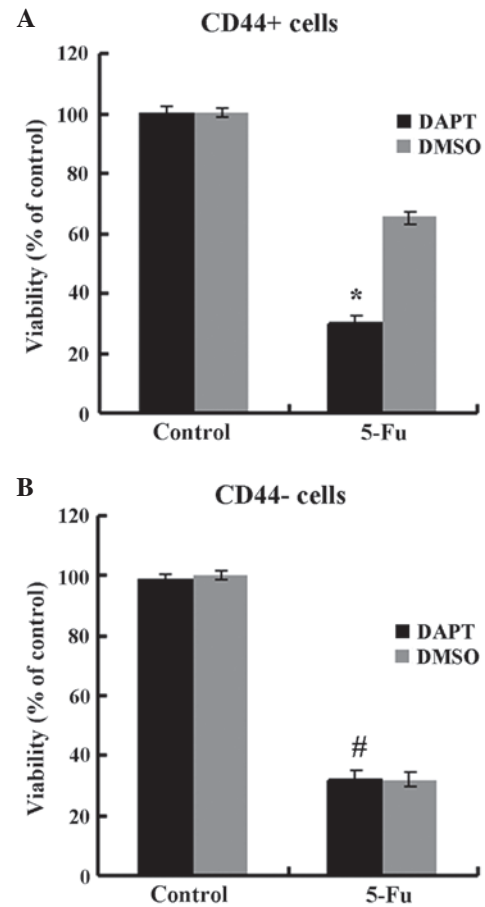 A
CD44+ cells
Viability (% of control)
120
100
80
60
40
20
0
DAPT
DMSO
*
Control
5-Fu
B
CD44- cells
Viability (% of control)
120
100
80
60
40
20
0
DAPT
DMSO
#
Control
5-Fu